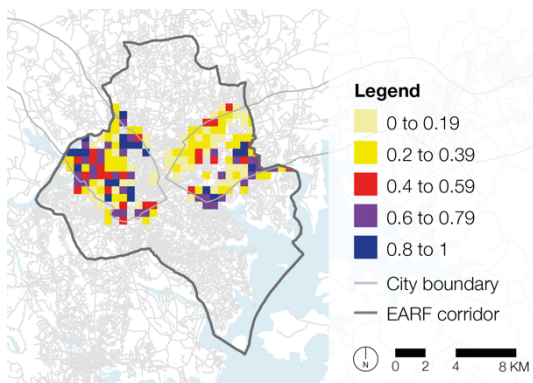 Legend
0 to 0.19
0.2 to 0.39
0.4 to 0.59
0.6 to 0.79
0.8 to 1
City boundary
EARF corridor
N
0 2 4 8 KM